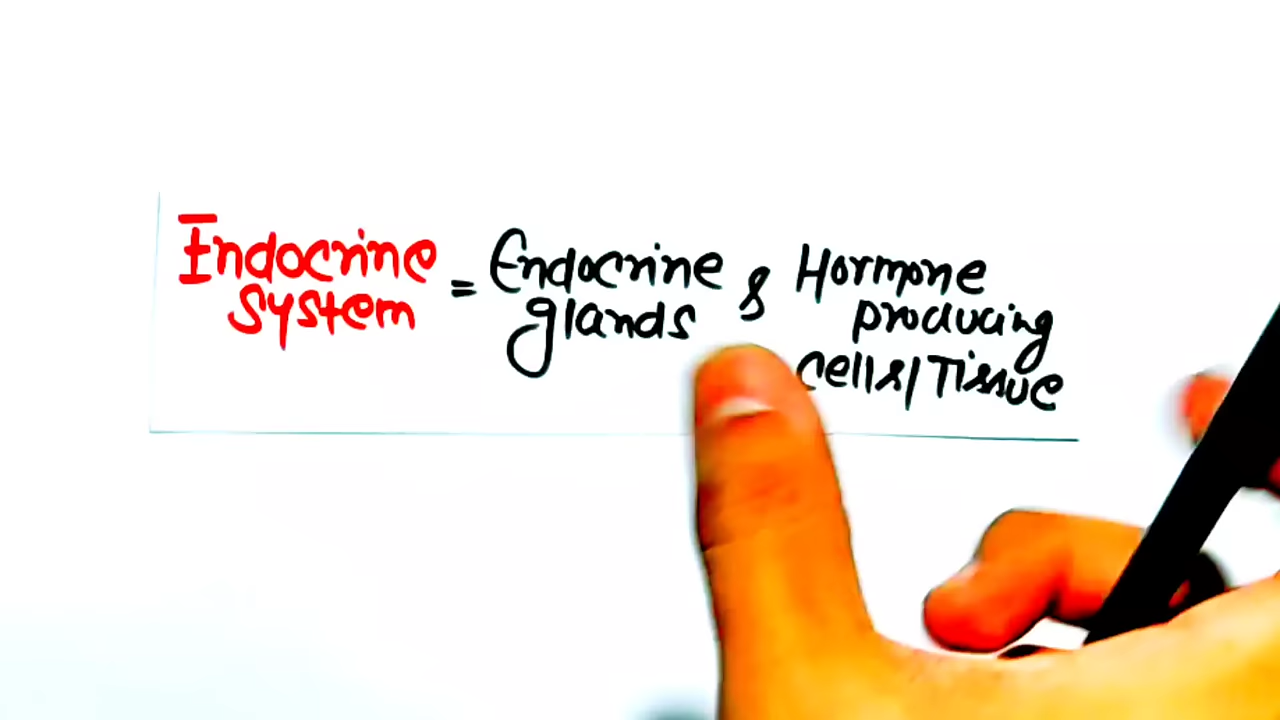 Endocrine system = Endocrine glands & Hormone producing cells/Tissue